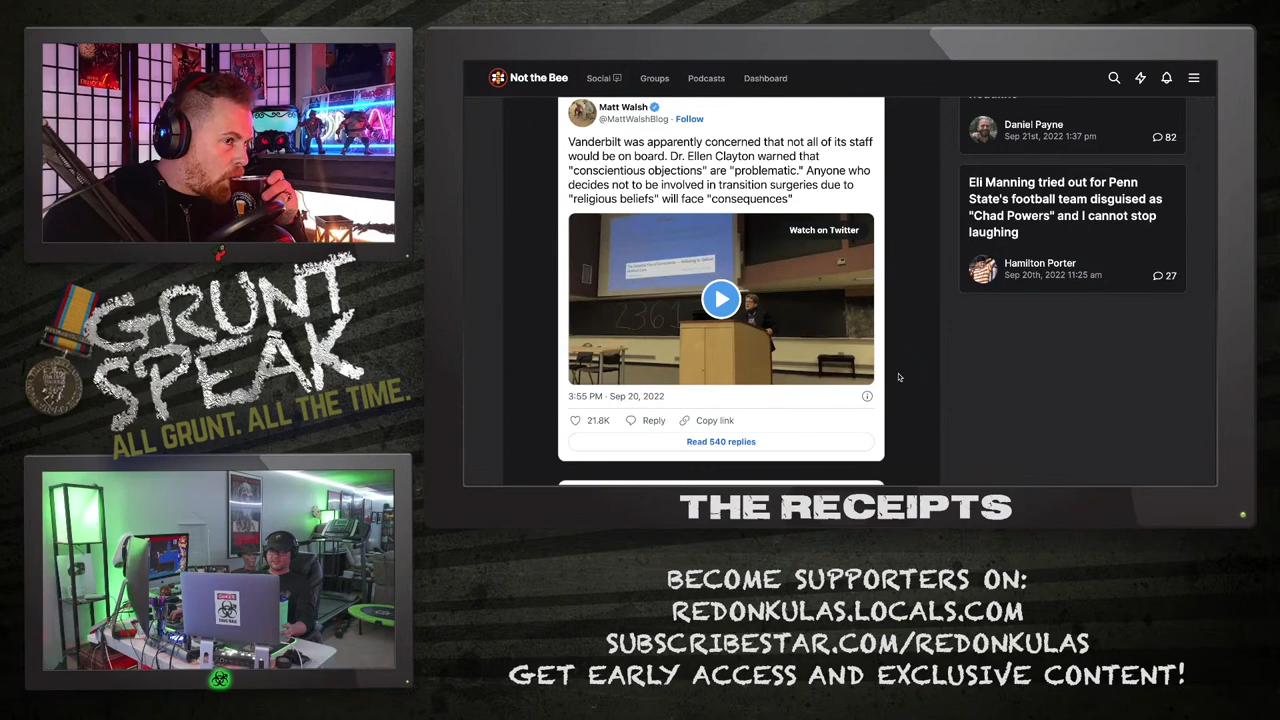 GRUNT
SPEAK
ALL GRUNT. ALL THE TIME.
Not the Bee
Social
Groups
Podcasts
Dashboard
Matt Walsh
@MattWalshBlog · Follow
Vanderbilt was apparently concerned that not all of its staff
would be on board. Dr. Ellen Clayton warned that
"conscientious objections" are "problematic." Anyone who
decides not to be involved in transition surgeries due to
"religious beliefs" will face "consequences"
Watch on Twitter
3:55 PM · Sep 20, 2022
21.8K
Reply
Copy link
Read 540 replies
Daniel Payne
Sep 21st, 2022 1:37 pm
82
Eli Manning tried out for Penn
State's football team disguised as
"Chad Powers" and I cannot stop
laughing
Hamilton Porter
Sep 20th, 2022 11:25 am
27
THE RECEIPTS
BECOME SUPPORTERS ON:
REDONKULAS.LOCALS.COM
SUBSCRIBESTAR.COM/REDONKULAS
GET EARLY ACCESS AND EXCLUSIVE CONTENT!